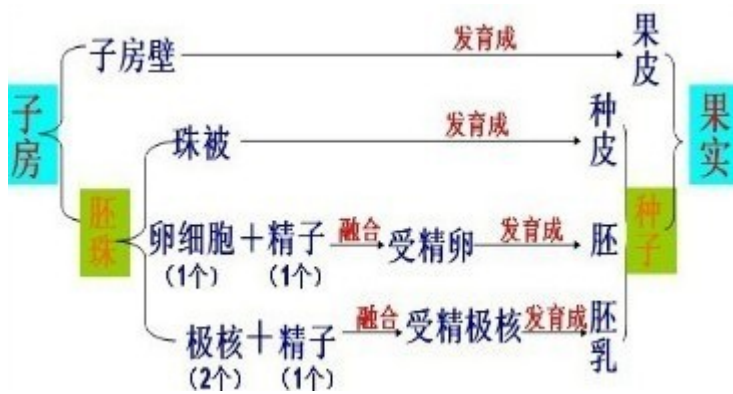 子房壁
发育成
果皮
子房
珠被
发育成
种皮
果实
胚珠
卵细胞＋精子
融合
受精卵
发育成
胚
种子
（1个）
（1个）
极核＋精子
融合
受精极核
发育成
胚乳
（2个）
（1个）